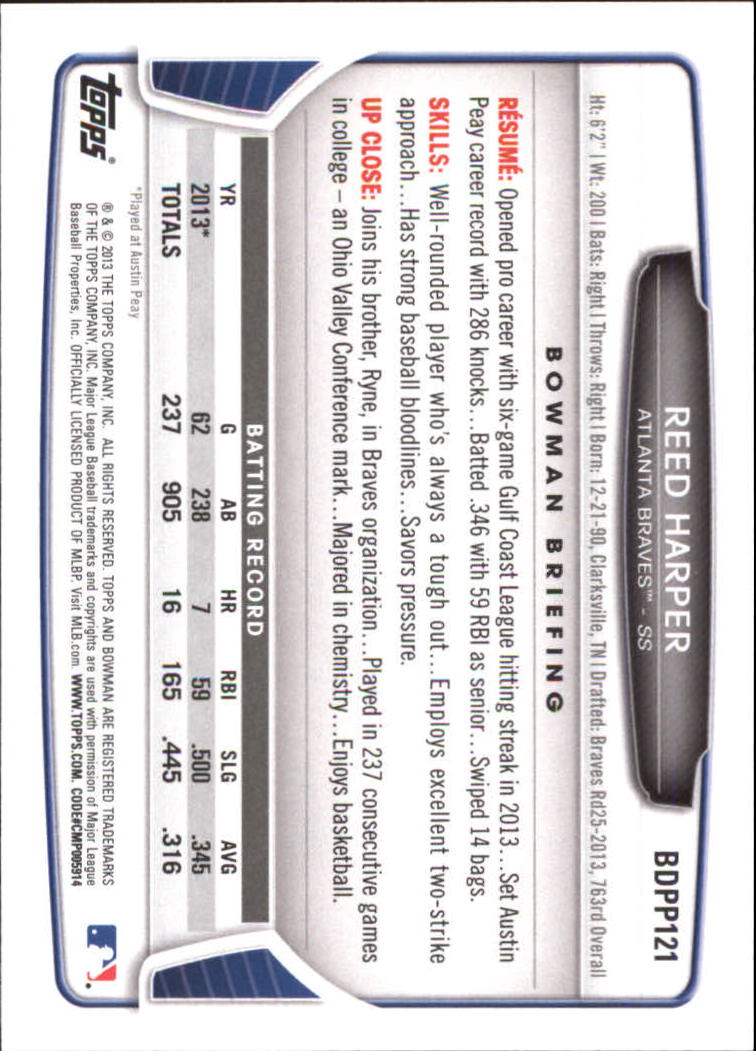 BDPP121
REED HARPER
ATLANTA BRAVES™ - SS
Ht: 6'2" | Wt: 200 | Bats: Right | Throws: Right | Born: 12-21-90, Clarksville, TN | Drafted: Braves Rd25-2013, 763rd Overall
BOWMAN BRIEFING
RÉSUMÉ: Opened pro career with six-game Gulf Coast League hitting streak in 2013...Set Austin
Peay career record with 286 knocks...Batted .346 with 59 RBI as senior...Swiped 14 bags.
SKILLS: Well-rounded player who's always a tough out...Employs excellent two-strike
approach...Has strong baseball bloodlines...Savors pressure.
UP CLOSE: Joins his brother, Ryne, in Braves organization...Played in 237 consecutive games
in college – an Ohio Valley Conference mark...Majored in chemistry...Enjoys basketball.
BATTING RECORD
YR G AB HR RBI SLG AVG
2013* 62 238 7 59 .500 .345
TOTALS 237 905 16 165 .445 .316
*Played at Austin Peay
topps®
® & © 2013 THE TOPPS COMPANY, INC. ALL RIGHTS RESERVED. TOPPS AND BOWMAN ARE REGISTERED TRADEMARKS
OF THE TOPPS COMPANY, INC. Major League Baseball trademarks and copyrights are used with permission of Major League
Baseball Properties, Inc. OFFICIALLY LICENSED PRODUCT OF MLBP. Visit MLB.com. WWW.TOPPS.COM. CODE#CMP005914